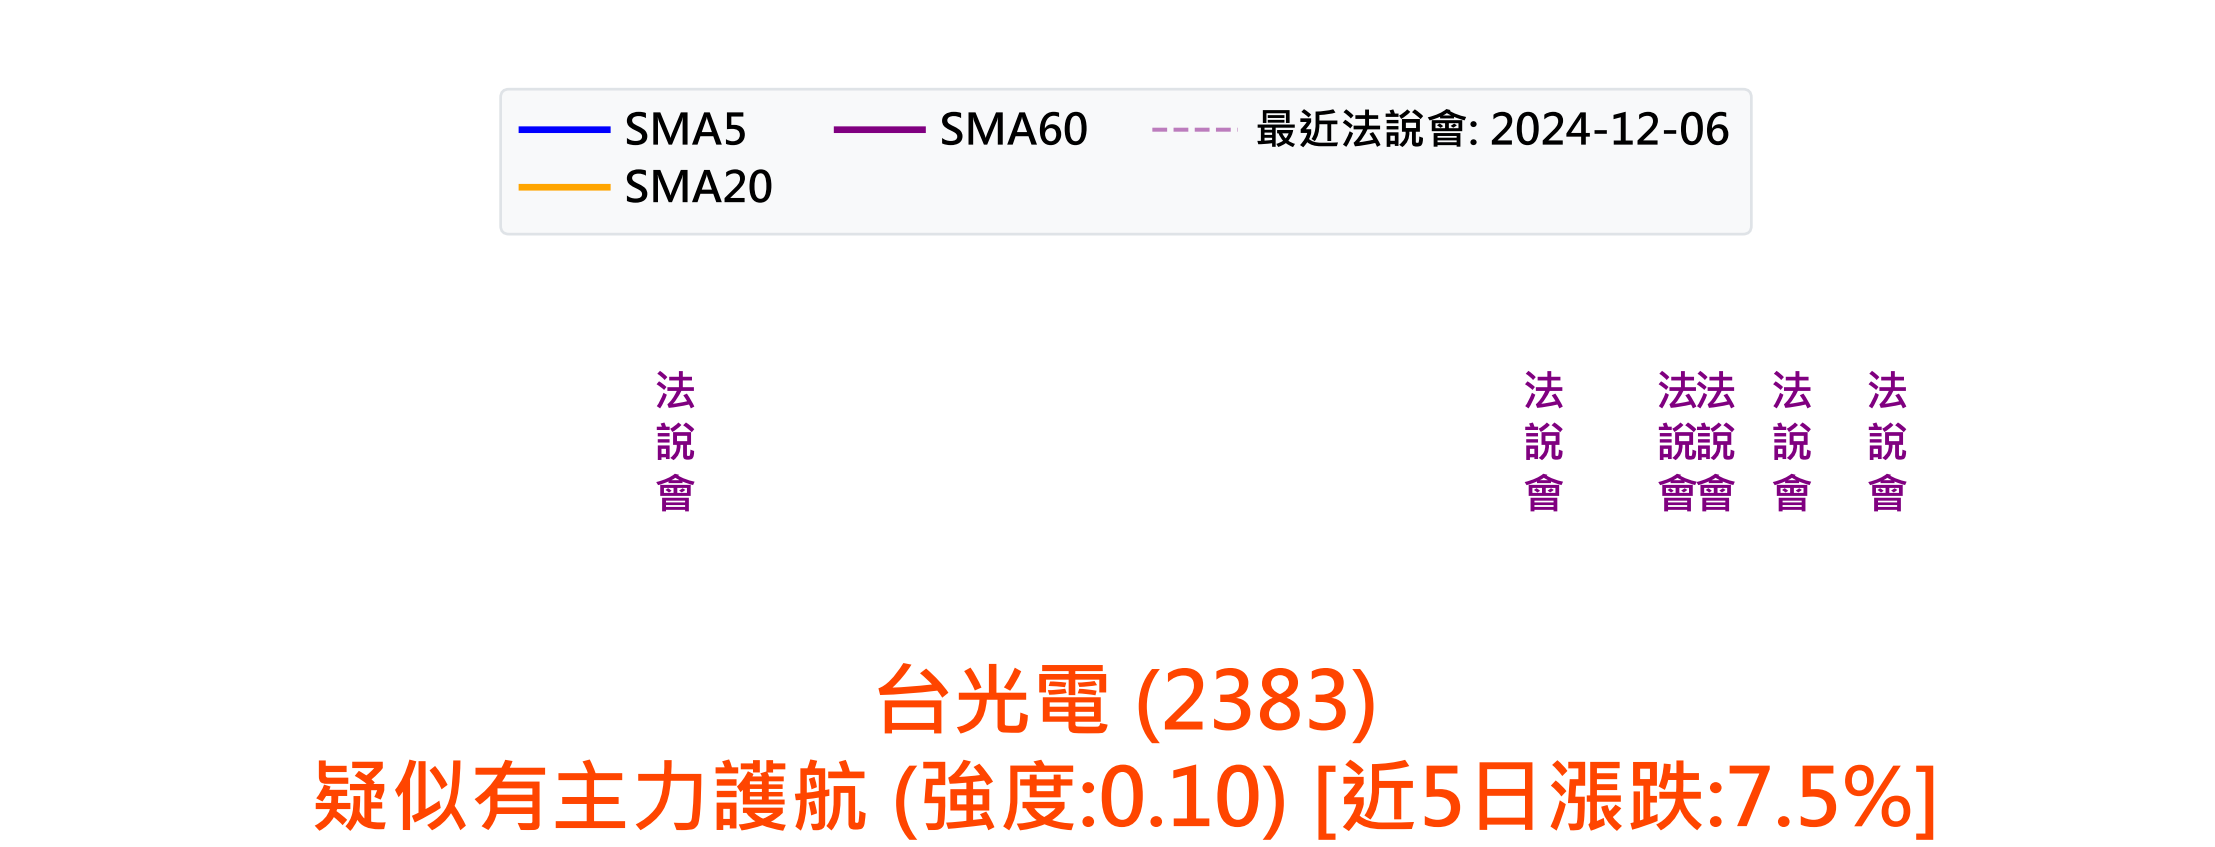 SMA5 SMA60 最近法說會: 2024-12-06
SMA20
法說會 法說會 法說會 法說會 法說會 法說會
台光電 (2383)
疑似有主力護航 (強度:0.10) [近5日漲跌:7.5%]